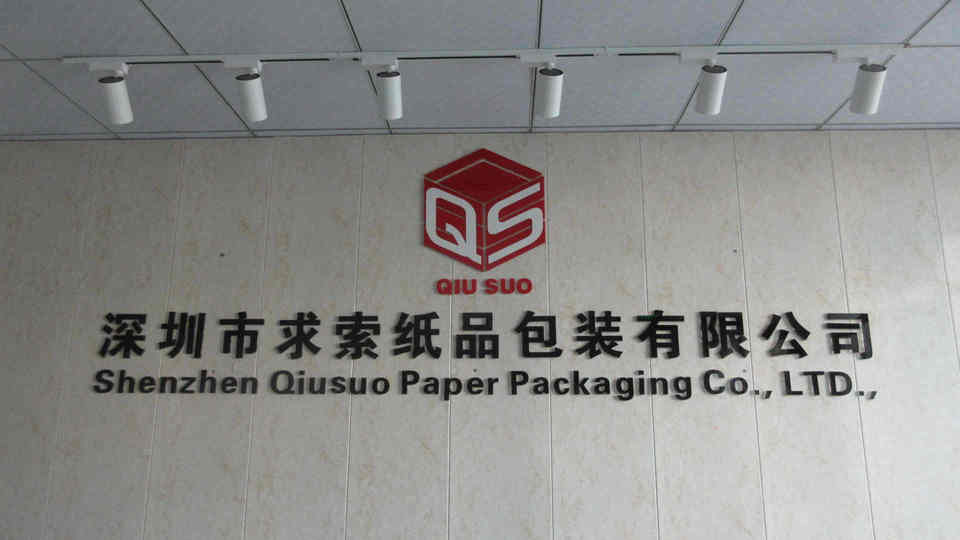 QS
QIU SUO
深圳市求索纸品包装有限公司
Shenzhen Qiusuo Paper Packaging Co., LTD.,